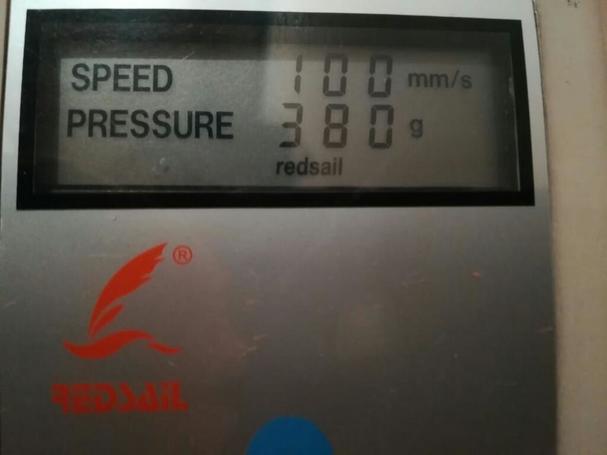 SPEED 100 mm/s
PRESSURE 380 g
redsail
®
REDSAIL